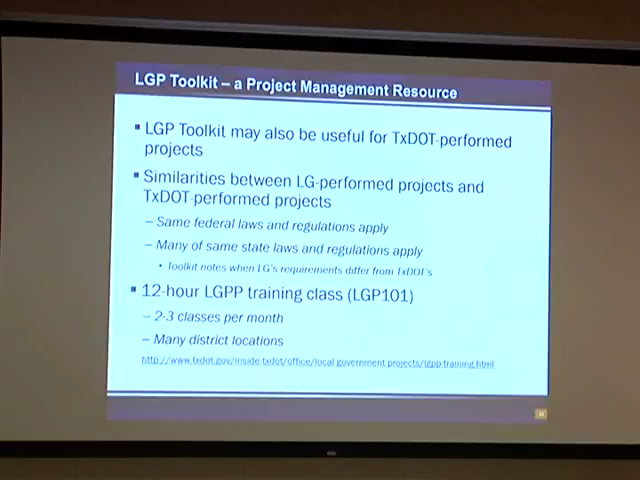 LGP Toolkit – a Project Management Resource
▪ LGP Toolkit may also be useful for TxDOT-performed
projects
▪ Similarities between LG-performed projects and
TxDOT-performed projects
– Same federal laws and regulations apply
– Many of same state laws and regulations apply
• Toolkit notes when LG's requirements differ from TxDOT's
▪ 12-hour LGPP training class (LGP101)
– 2-3 classes per month
– Many district locations
http://www.txdot.gov/inside-txdot/office/local-government-projects/lgpp-training.html